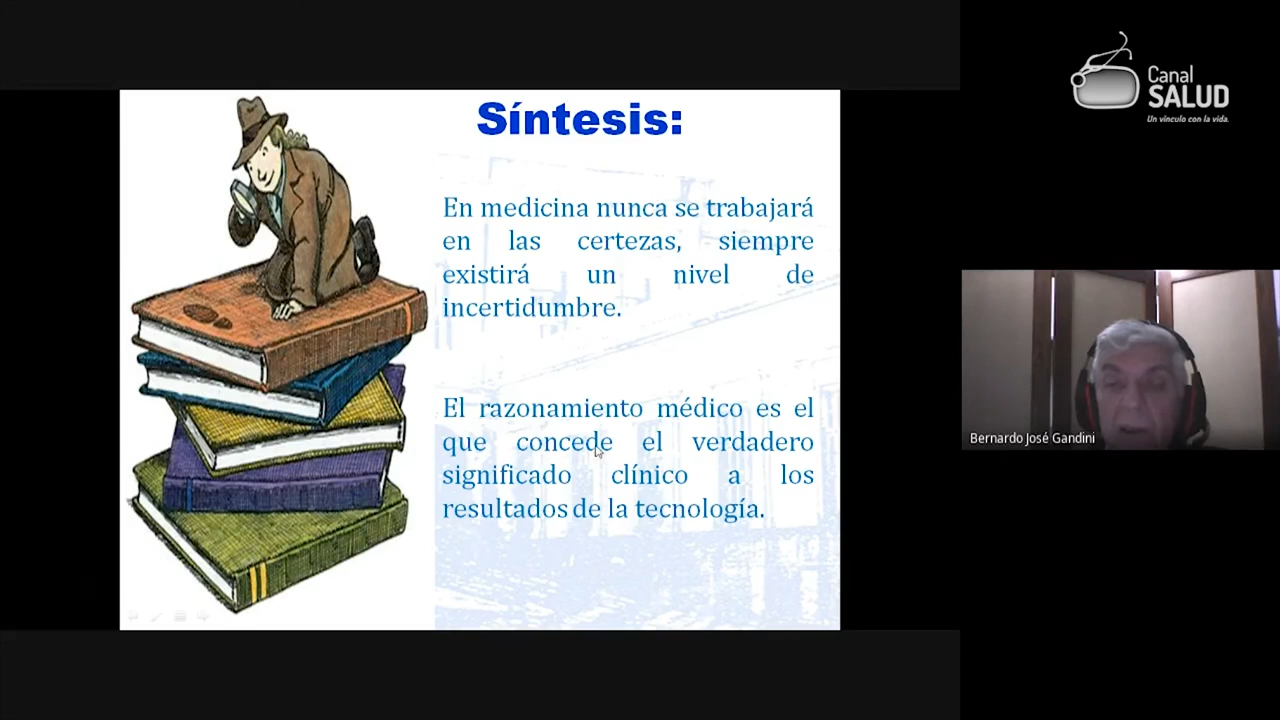 Síntesis:
En medicina nunca se trabajará
en las certezas, siempre
existirá un nivel de
incertidumbre.
El razonamiento médico es el
que concede el verdadero
significado clínico a los
resultados de la tecnología.
Canal
SALUD
Un vínculo con la vida.
Bernardo José Gandini